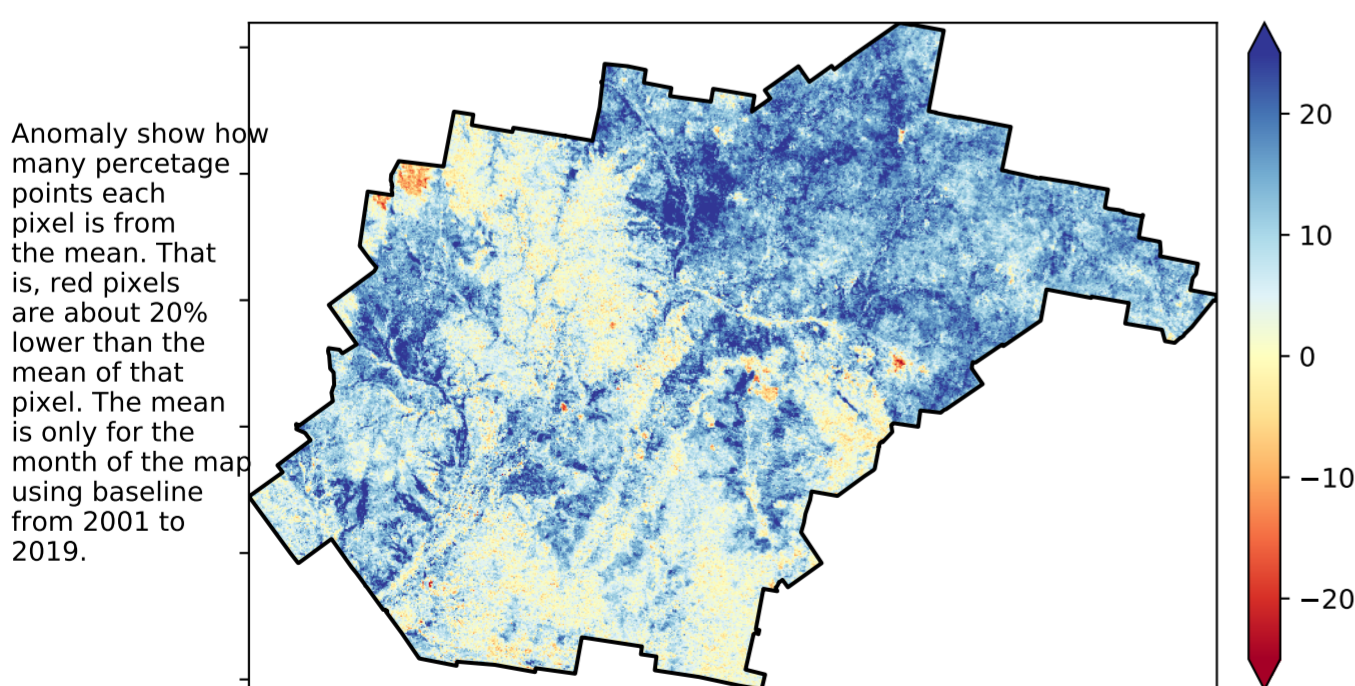 Anomaly show how
many percetage
points each
pixel is from
the mean. That
is, red pixels
are about 20%
lower than the
mean of that
pixel. The mean
is only for the
month of the map
using baseline
from 2001 to
2019.
20
10
0
−10
−20